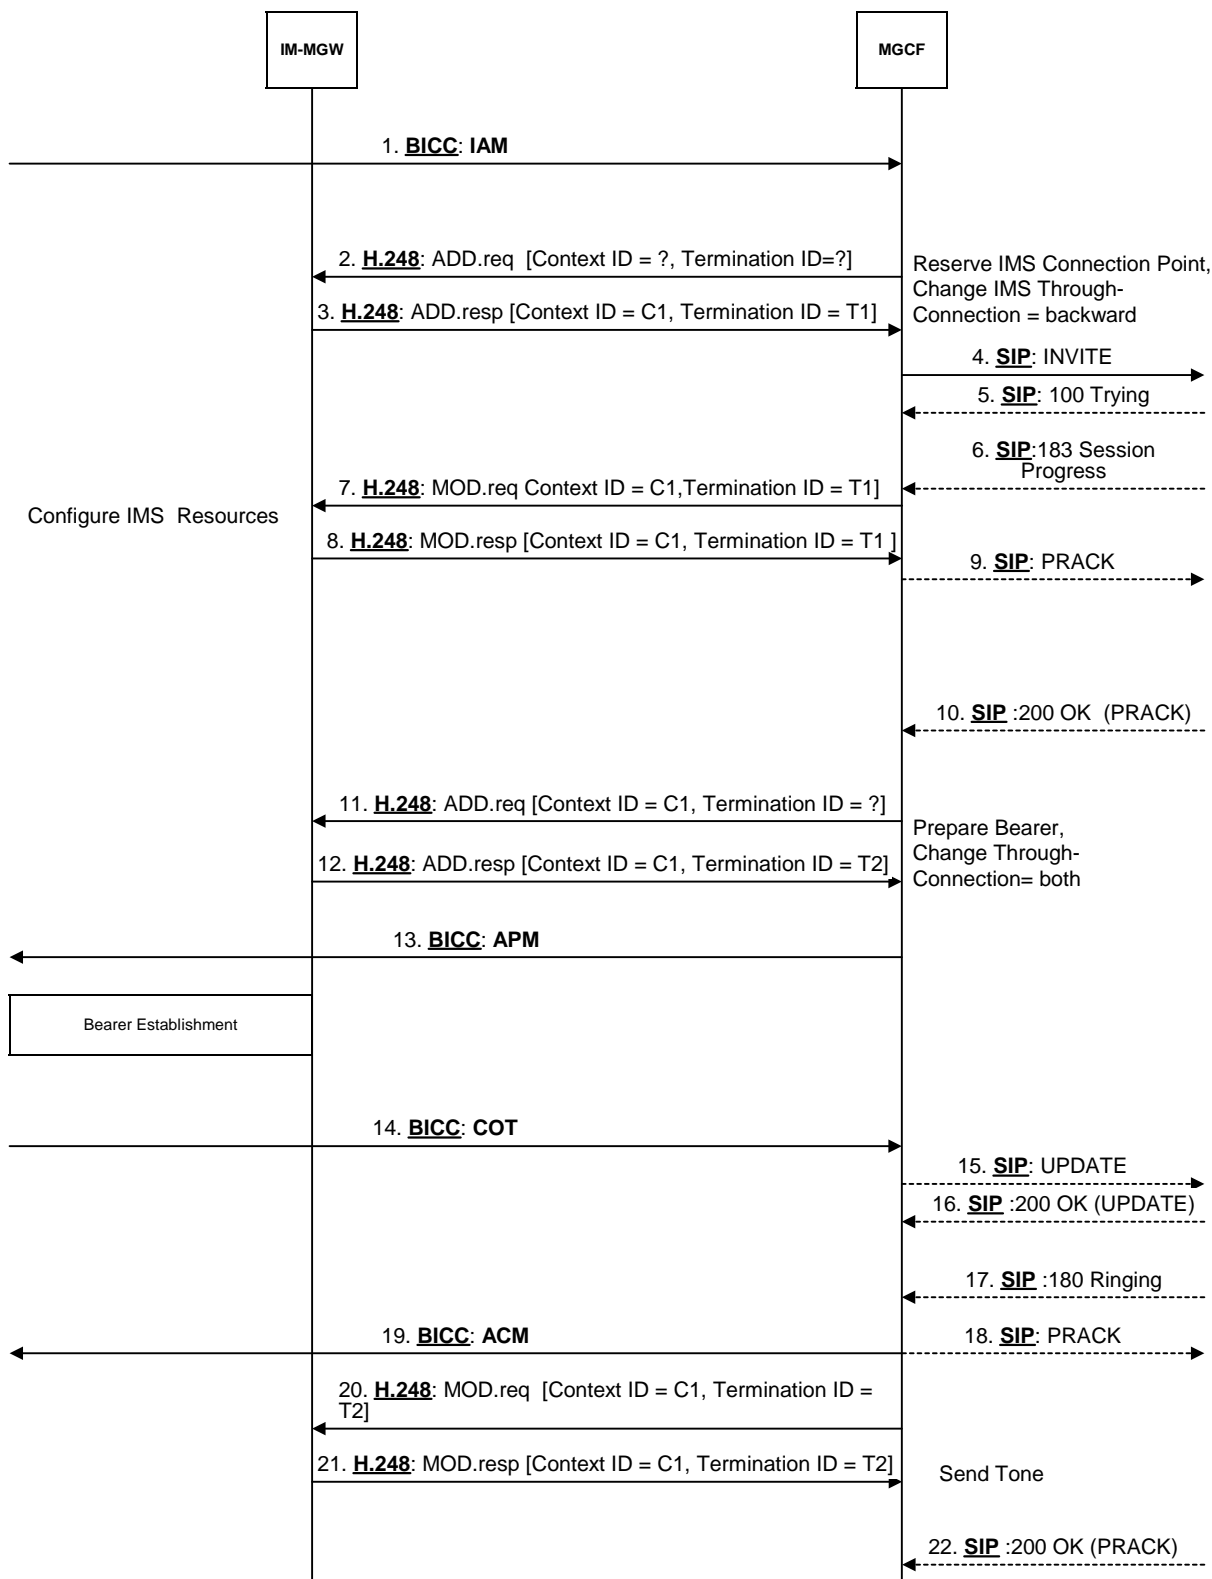 IM-MGW
MGCF
1. BICC: IAM
2. H.248: ADD.req [Context ID = ?, Termination ID=?]
Reserve IMS Connection Point,
Change IMS Through-
Connection = backward
3. H.248: ADD.resp [Context ID = C1, Termination ID = T1]
4. SIP: INVITE
5. SIP: 100 Trying
6. SIP:183 Session
Progress
7. H.248: MOD.req Context ID = C1,Termination ID = T1]
Configure IMS Resources
8. H.248: MOD.resp [Context ID = C1, Termination ID = T1 ]
9. SIP: PRACK
10. SIP :200 OK (PRACK)
11. H.248: ADD.req [Context ID = C1, Termination ID = ?]
Prepare Bearer,
Change Through-
Connection= both
12. H.248: ADD.resp [Context ID = C1, Termination ID = T2]
13. BICC: APM
Bearer Establishment
14. BICC: COT
15. SIP: UPDATE
16. SIP :200 OK (UPDATE)
17. SIP :180 Ringing
19. BICC: ACM
18. SIP: PRACK
20. H.248: MOD.req [Context ID = C1, Termination ID =
T2]
21. H.248: MOD.resp [Context ID = C1, Termination ID = T2]
Send Tone
22. SIP :200 OK (PRACK)